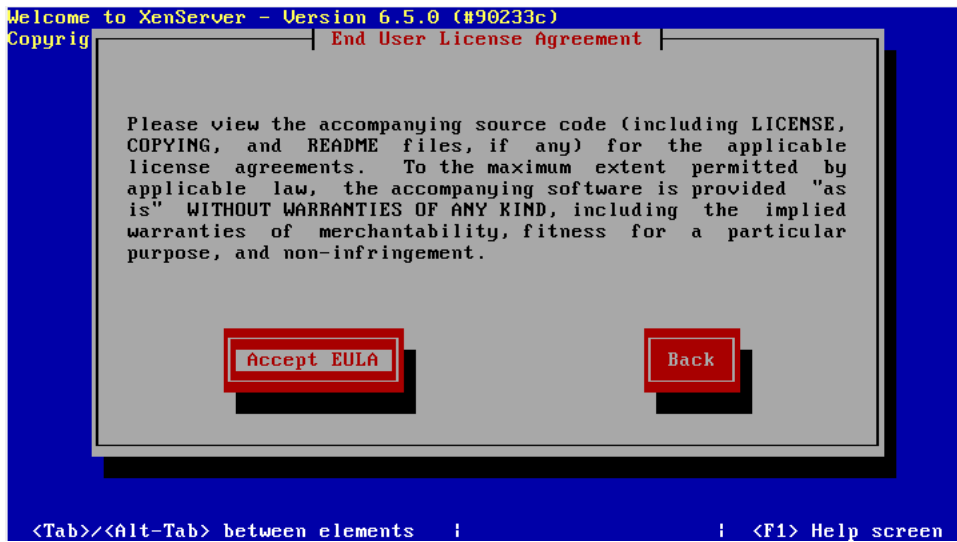 Welcome to XenServer - Version 6.5.0 (#90233c)
Copyrig
End User License Agreement
Please view the accompanying source code (including LICENSE,
COPYING, and README files, if any) for the applicable
license agreements. To the maximum extent permitted by
applicable law, the accompanying software is provided "as
is" WITHOUT WARRANTIES OF ANY KIND, including the implied
warranties of merchantability, fitness for a particular
purpose, and non-infringement.
Accept EULA Back
<Tab>/<Alt-Tab> between elements | | <F1> Help screen